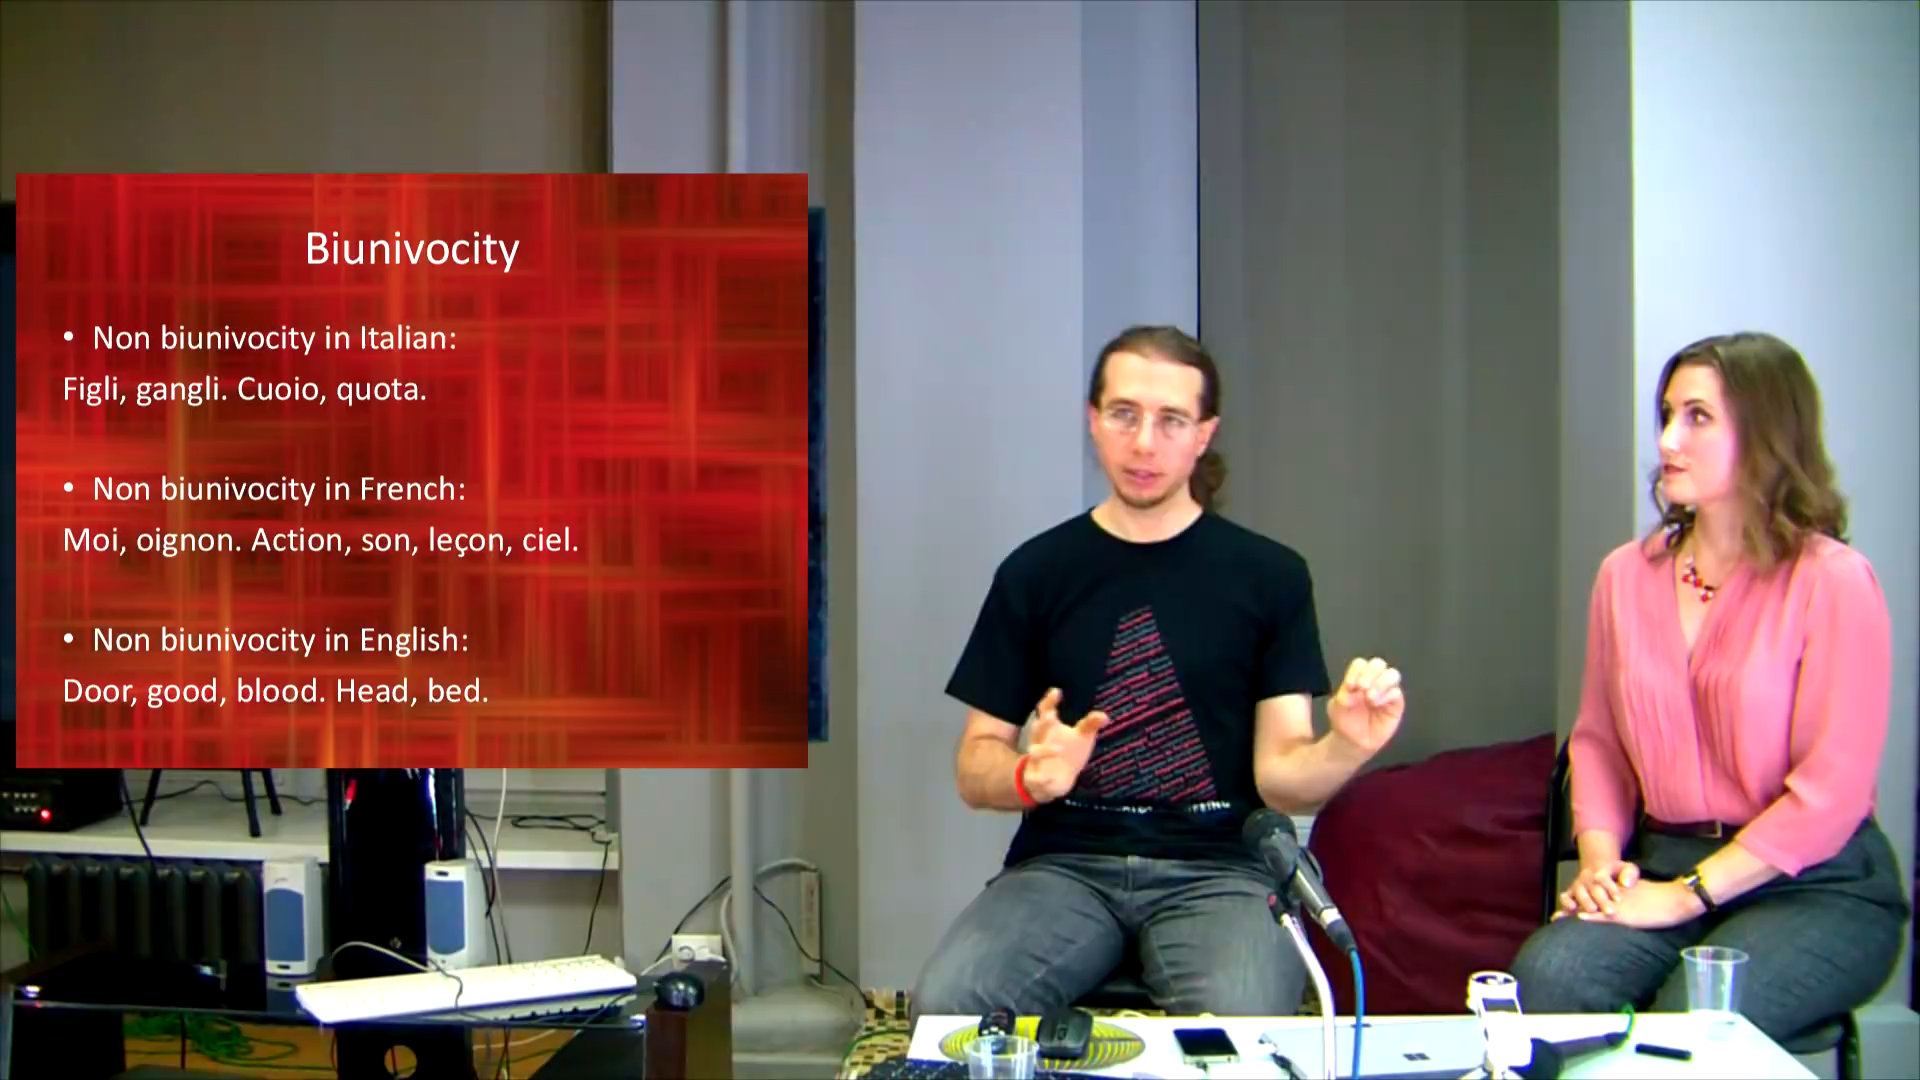 Biunivocity
• Non biunivocity in Italian:
Figli, gangli. Cuoio, quota.
• Non biunivocity in French:
Moi, oignon. Action, son, leçon, ciel.
• Non biunivocity in English:
Door, good, blood. Head, bed.